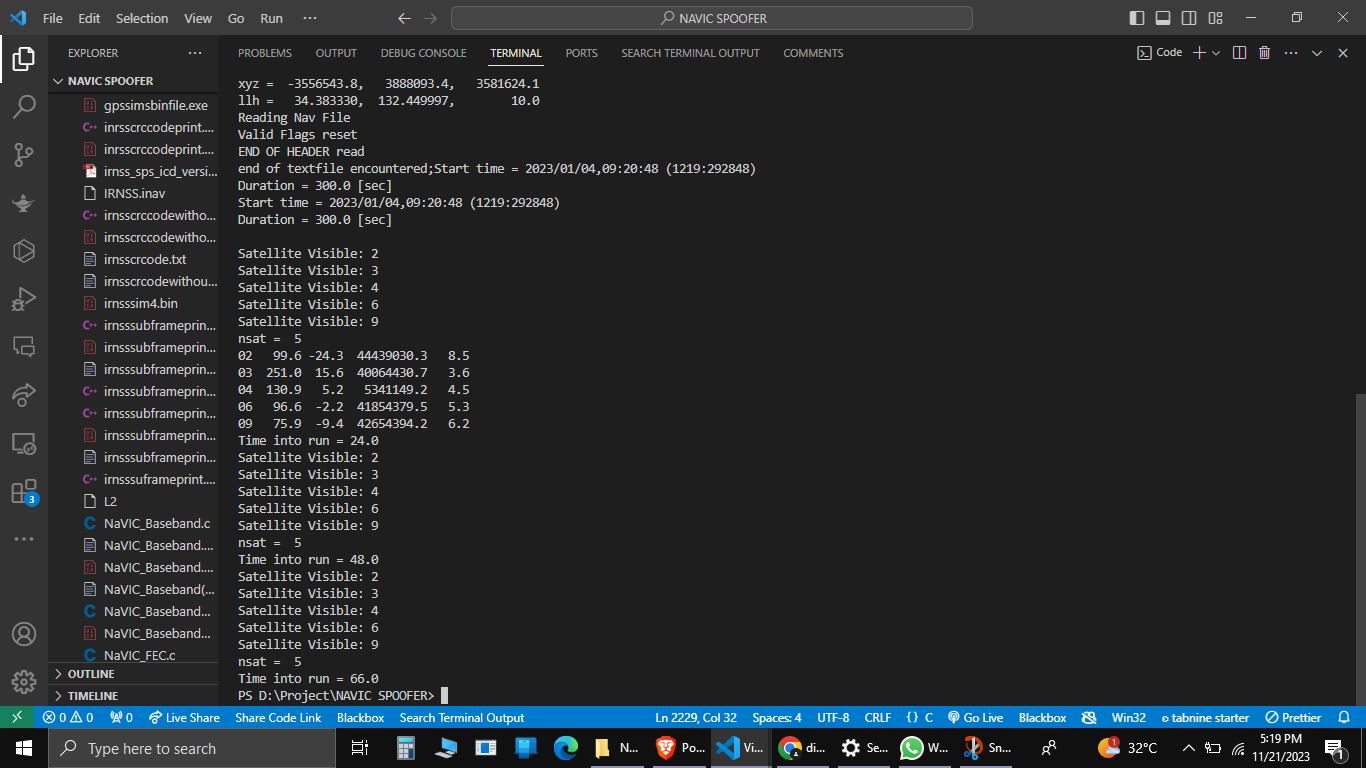 File Edit Selection View Go Run ··· NAVIC SPOOFER
EXPLORER ···
NAVIC SPOOFER
gpssimsbinfile.exe
inrsscrccodeprint....
inrsscrccodeprint....
irnss_sps_icd_versi...
IRNSS.inav
irnsscrccodewitho...
irnsscrccodewitho...
irnsscrcode.txt
irnsscrcodewithou...
irnsssim4.bin
irnsssubframeprin...
irnsssubframeprin...
irnsssubframeprin...
irnsssubframeprin...
irnsssubframeprin...
irnsssubframeprin...
irnsssubframeprin...
irnsssuframeprint....
L2
NaVIC_Baseband.c
NaVIC_Baseband....
NaVIC_Baseband....
NaVIC_Baseband(...
NaVIC_Baseband...
NaVIC_Baseband...
NaVIC_FEC.c
OUTLINE
TIMELINE
3
PROBLEMS OUTPUT DEBUG CONSOLE TERMINAL PORTS SEARCH TERMINAL OUTPUT COMMENTS Code
xyz = -3556543.8, 3888093.4, 3581624.1
llh = 34.383330, 132.449997, 10.0
Reading Nav File
Valid Flags reset
END OF HEADER read
end of textfile encountered;Start time = 2023/01/04,09:20:48 (1219:292848)
Duration = 300.0 [sec]
Start time = 2023/01/04,09:20:48 (1219:292848)
Duration = 300.0 [sec]
Satellite Visible: 2
Satellite Visible: 3
Satellite Visible: 4
Satellite Visible: 6
Satellite Visible: 9
nsat = 5
02 99.6 -24.3 44439030.3 8.5
03 251.0 15.6 40064430.7 3.6
04 130.9 5.2 5341149.2 4.5
06 96.6 -2.2 41854379.5 5.3
09 75.9 -9.4 42654394.2 6.2
Time into run = 24.0
Satellite Visible: 2
Satellite Visible: 3
Satellite Visible: 4
Satellite Visible: 6
Satellite Visible: 9
nsat = 5
Time into run = 48.0
Satellite Visible: 2
Satellite Visible: 3
Satellite Visible: 4
Satellite Visible: 6
Satellite Visible: 9
nsat = 5
Time into run = 66.0
PS D:\Project\NAVIC SPOOFER>
0 0 0 Live Share Share Code Link Blackbox Search Terminal Output Ln 2229, Col 32 Spaces: 4 UTF-8 CRLF {} C Go Live Blackbox Win32 tabnine starter Prettier
Type here to search N... Po... Vi... di... Se... W... Sn... 1 32°C 5:19 PM
11/21/2023 1